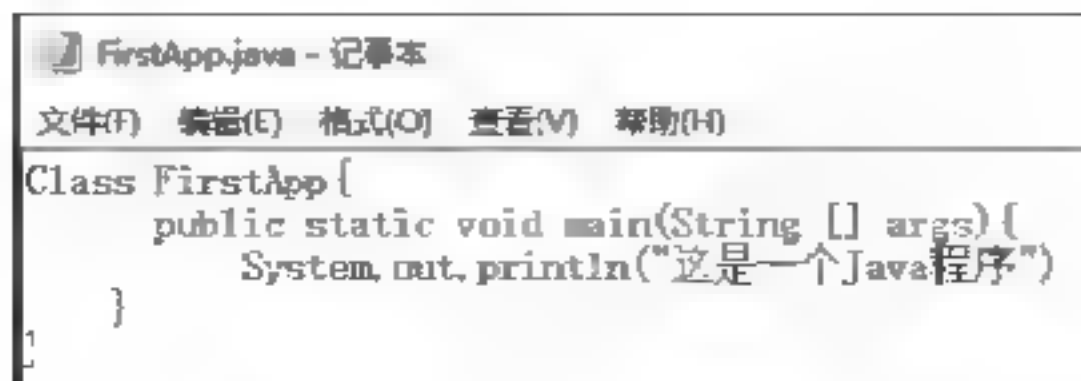 FirstApp.java - 记事本
文件(F) 编辑(E) 格式(O) 查看(V) 帮助(H)
Class FirstApp{
public static void main(String [] args){
System.out.println("这是一个Java程序")
}
}